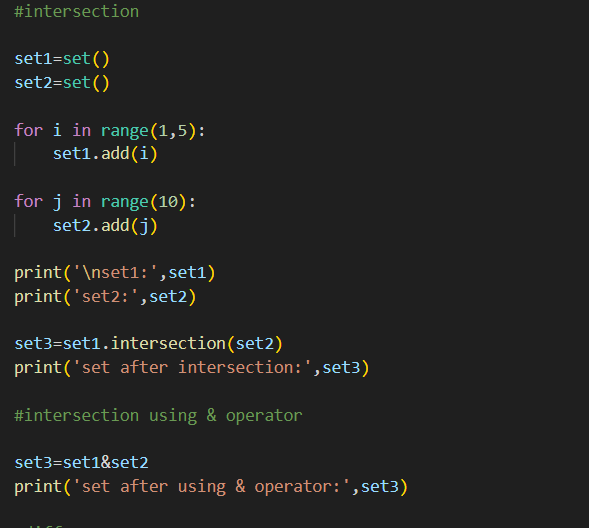 #intersection
set1=set()
set2=set()
for i in range(1,5):
    set1.add(i)
for j in range(10):
    set2.add(j)
print('\nset1:',set1)
print('set2:',set2)
set3=set1.intersection(set2)
print('set after intersection:',set3)
#intersection using & operator
set3=set1&set2
print('set after using & operator:',set3)